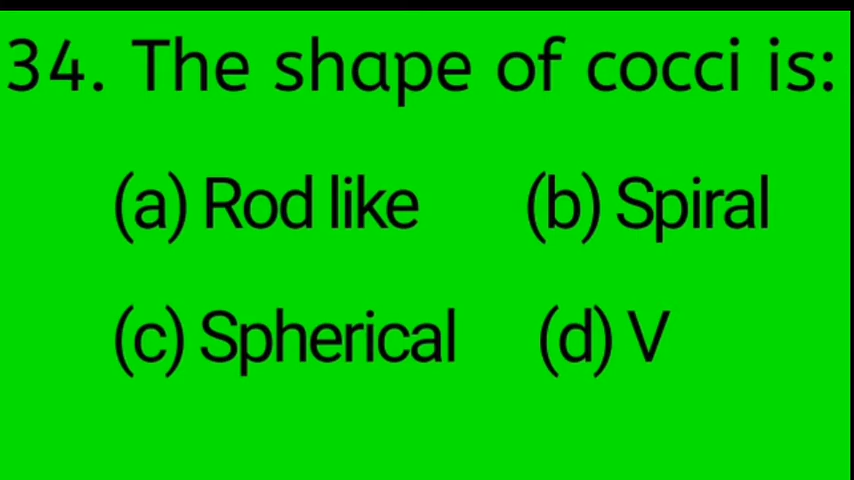 34. The shape of cocci is:
(a) Rod like (b) Spiral
(c) Spherical (d) V